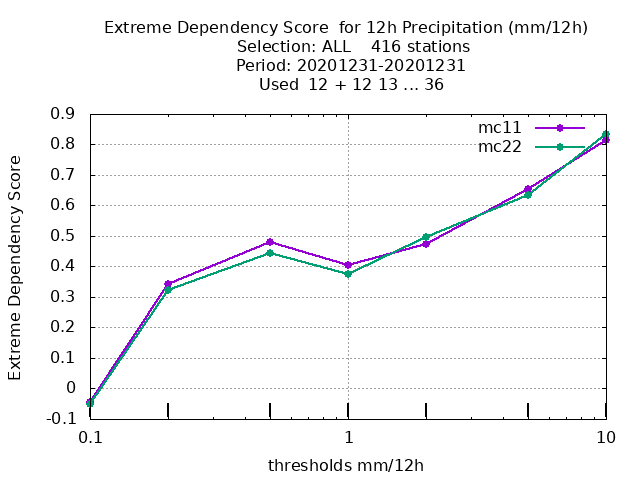 Extreme Dependency Score  for 12h Precipitation (mm/12h)
Selection: ALL    416 stations
Period: 20201231-20201231
Used  12 + 12 13 ... 36
mc11
mc22
Extreme Dependency Score
0.9
0.8
0.7
0.6
0.5
0.4
0.3
0.2
0.1
0
-0.1
0.1
1
10
thresholds mm/12h